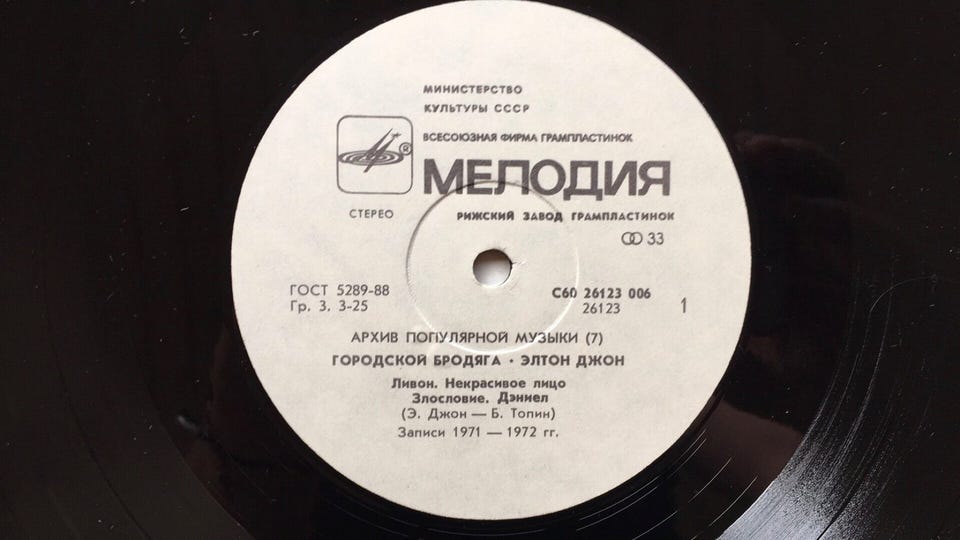 МИНИСТЕРСТВО
КУЛЬТУРЫ СССР
ВСЕСОЮЗНАЯ ФИРМА ГРАМПЛАСТИНОК
®
МЕЛОДИЯ
СТЕРЕО
РИЖСКИЙ ЗАВОД ГРАМПЛАСТИНОК
33
ГОСТ 5289-88
Гр. 3. 3-25
С60 26123 006
26123
1
АРХИВ ПОПУЛЯРНОЙ МУЗЫКИ (7)
ГОРОДСКОЙ БРОДЯГА · ЭЛТОН ДЖОН
Ливон. Некрасивое лицо
Злословие. Дэниел
(Э. Джон — Б. Топин)
Записи 1971 — 1972 гг.